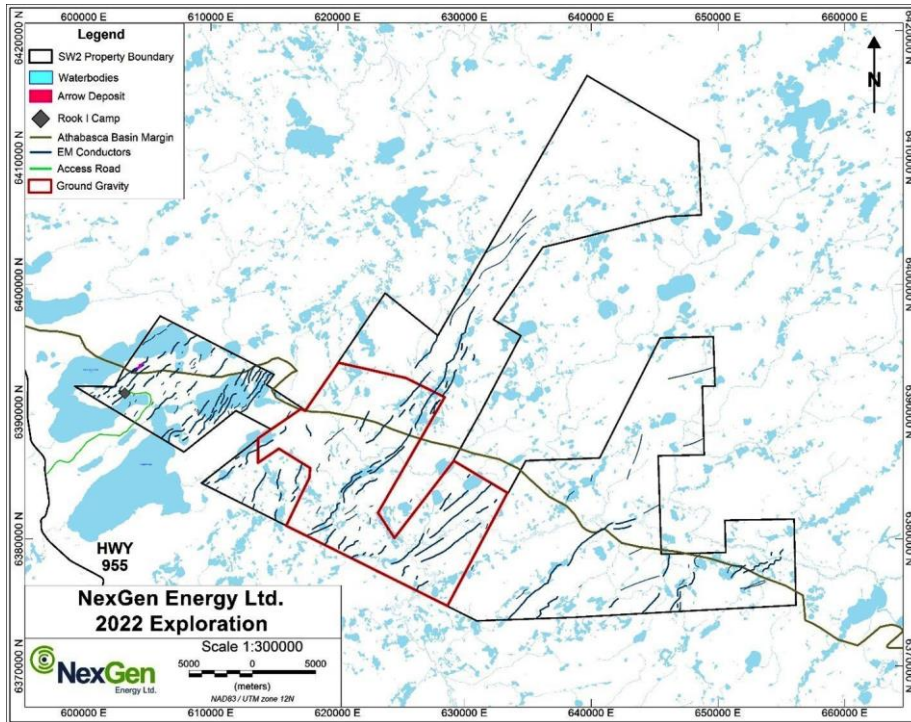 600000 E 610000 E 620000 E 630000 E 640000 E 650000 E 660000 E
Legend
SW2 Property Boundary
Waterbodies
Arrow Deposit
Rook I Camp
Athabasca Basin Margin
EM Conductors
Access Road
Ground Gravity
N
6420000 N
6410000 N
6400000 N
6390000 N
6380000 N
6370000 N
HWY
955
NexGen Energy Ltd.
2022 Exploration
NexGen
Energy Ltd.
Scale 1:300000
5000 0 5000
(meters)
NAD83 / UTM zone 12N
600000 E 610000 E 620000 E 630000 E 640000 E 650000 E 660000 E